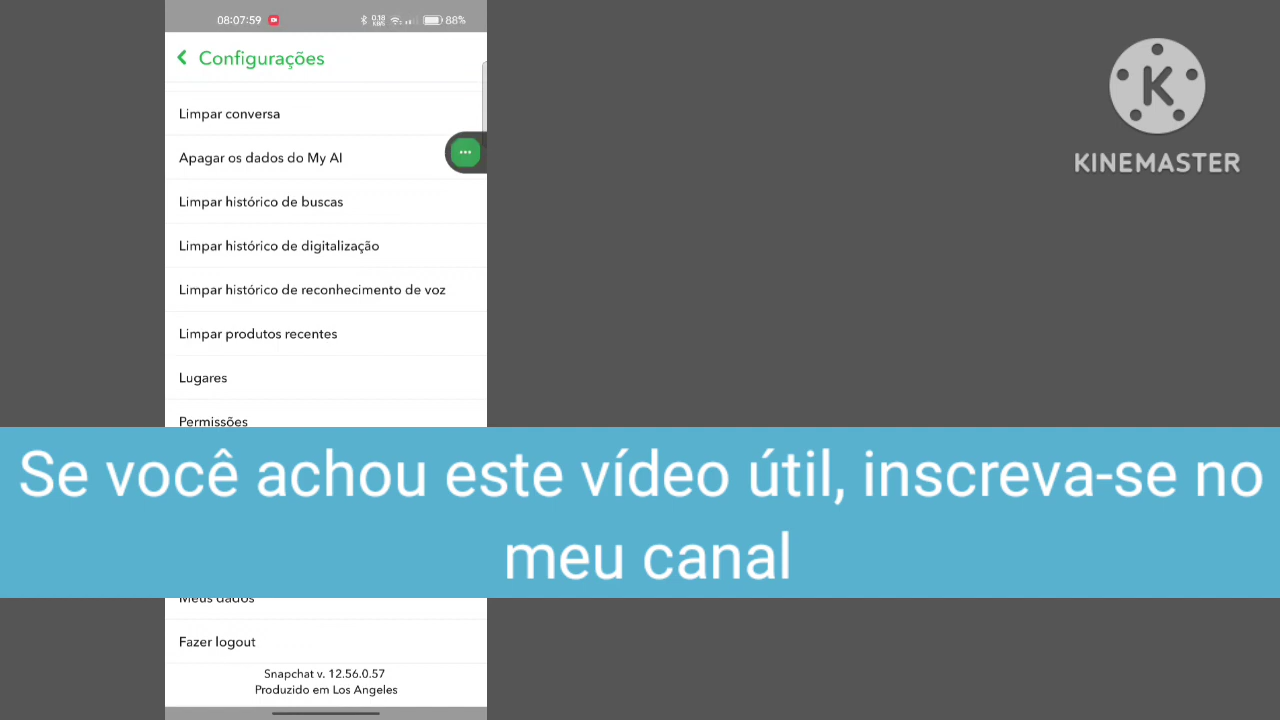 08:07:59
0.18
KB/S
88%
Configurações
Limpar conversa
Apagar os dados do My AI
Limpar histórico de buscas
Limpar histórico de digitalização
Limpar histórico de reconhecimento de voz
Limpar produtos recentes
Lugares
Permissões
Se você achou este vídeo útil, inscreva-se no
meu canal
Meus dados
Fazer logout
Snapchat v. 12.56.0.57
Produzido em Los Angeles
K
KINEMASTER